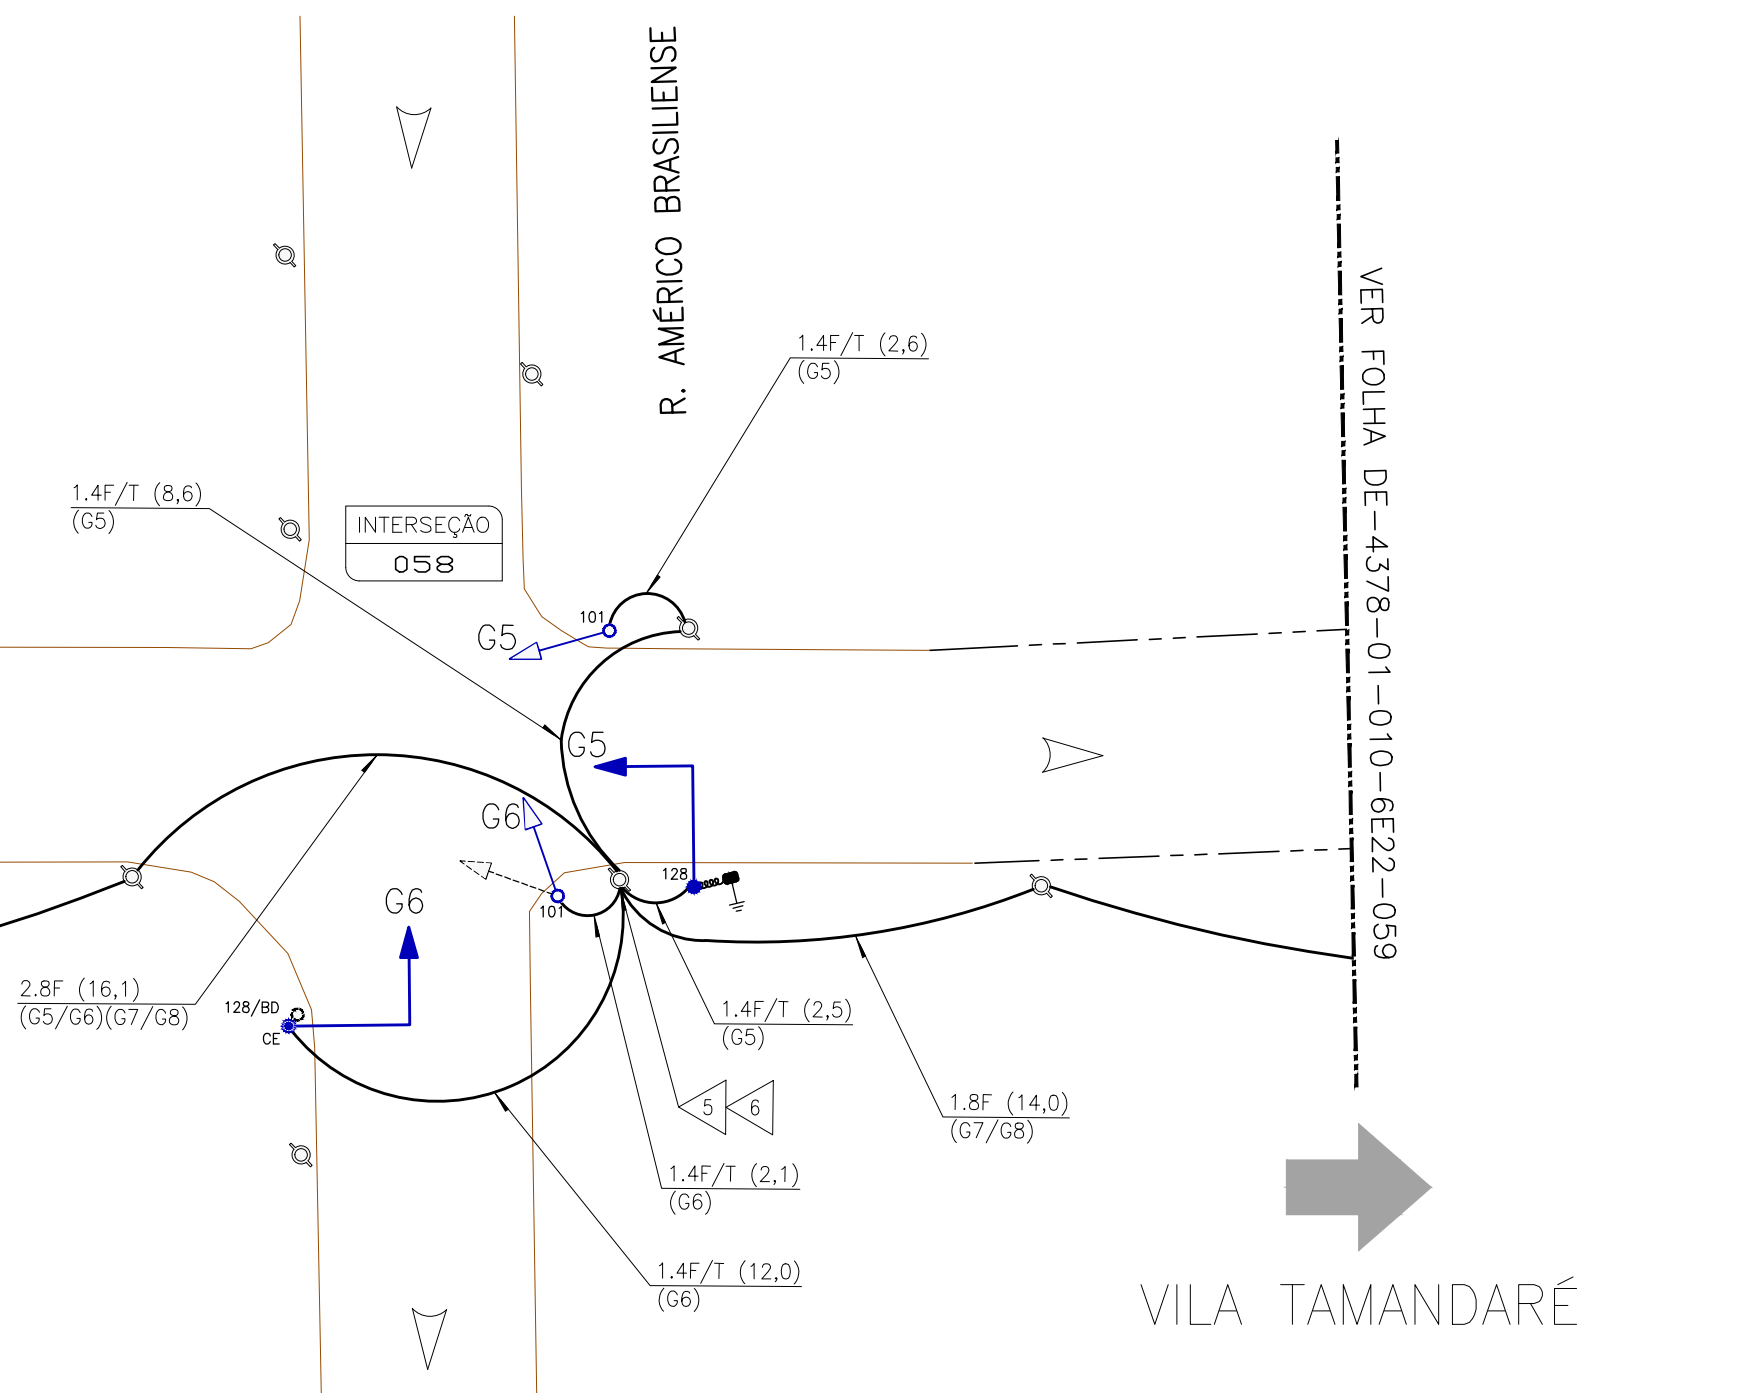 R. AMÉRICO BRASILIENSE
VER FOLHA DE-4378-01-010-6E22-059
1.4F/T (2,6)
(G5)
1.4F/T (8,6)
(G5)
INTERSEÇÃO
058
101
G5
G5
G6
128
101
G6
2.8F (16,1)
(G5/G6)(G7/G8)
128/BD
CE
1.4F/T (2,5)
(G5)
5
6
1.8F (14,0)
(G7/G8)
1.4F/T (2,1)
(G6)
1.4F/T (12,0)
(G6)
VILA TAMANDARÉ